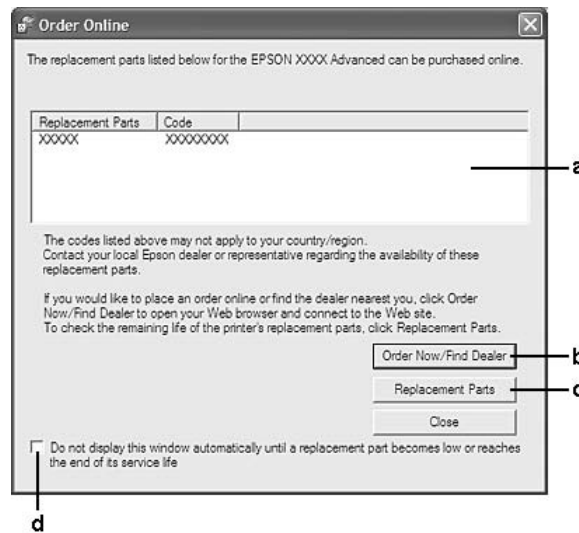 Order Online
The replacement parts listed below for the EPSON XXXX Advanced can be purchased online.
Replacement Parts Code
XXXXX XXXXXXXX
a
The codes listed above may not apply to your country/region.
Contact your local Epson dealer or representative regarding the availability of these
replacement parts.
If you would like to place an order online or find the dealer nearest you, click Order
Now/Find Dealer to open your Web browser and connect to the Web site.
To check the remaining life of the printer's replacement parts, click Replacement Parts.
Order Now/Find Dealer b
Replacement Parts c
Close
Do not display this window automatically until a replacement part becomes low or reaches
the end of its service life
d